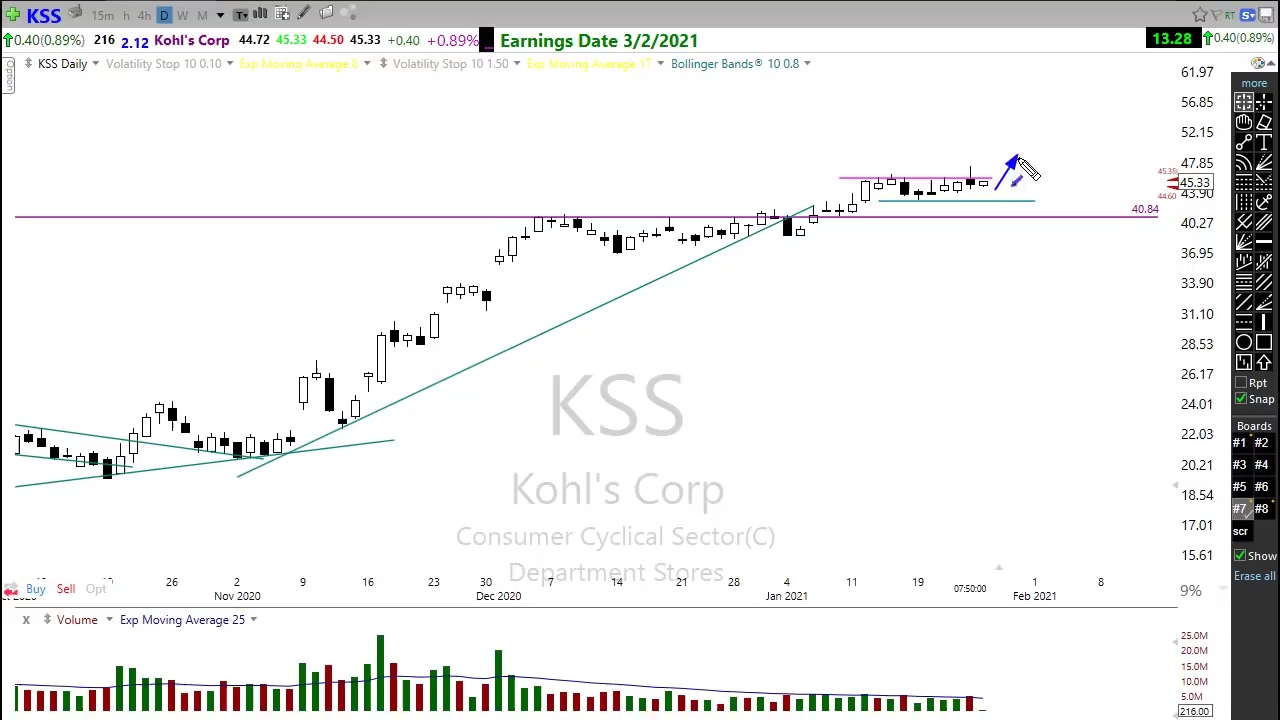 KSS 15m h 4h D W M T RT S
0.40(0.89%) 216 2.12 Kohl's Corp 44.72 45.33 44.50 45.33 +0.40 +0.89% Earnings Date 3/2/2021 13.28 0.40(0.89%)
Option KSS Daily Volatility Stop 10 0.10 Exp Moving Average 8 Volatility Stop 10 1.50 Exp Moving Average 17 Bollinger Bands® 10 0.8
61.97
56.85
52.15
47.85
45.35
45.33
43.90
44.60
40.84
40.27
36.95
33.90
31.10
28.53
26.17
24.01
22.03
20.21
18.54
17.01
15.61
KSS
Kohl's Corp
Consumer Cyclical Sector(C)
Department Stores
more
T
Rpt
Snap
Boards
#1 #2
#3 #4
#5 #6
#7 #8
scr
Show
Erase all
26 2 9 16 23 30 7 14 21 28 4 11 19 07:50:00 1 8
Buy Sell Opt
Nov 2020 Dec 2020 Jan 2021 Feb 2021
9%
x Volume Exp Moving Average 25
25.0M
20.0M
15.0M
10.0M
5.0M
216.00